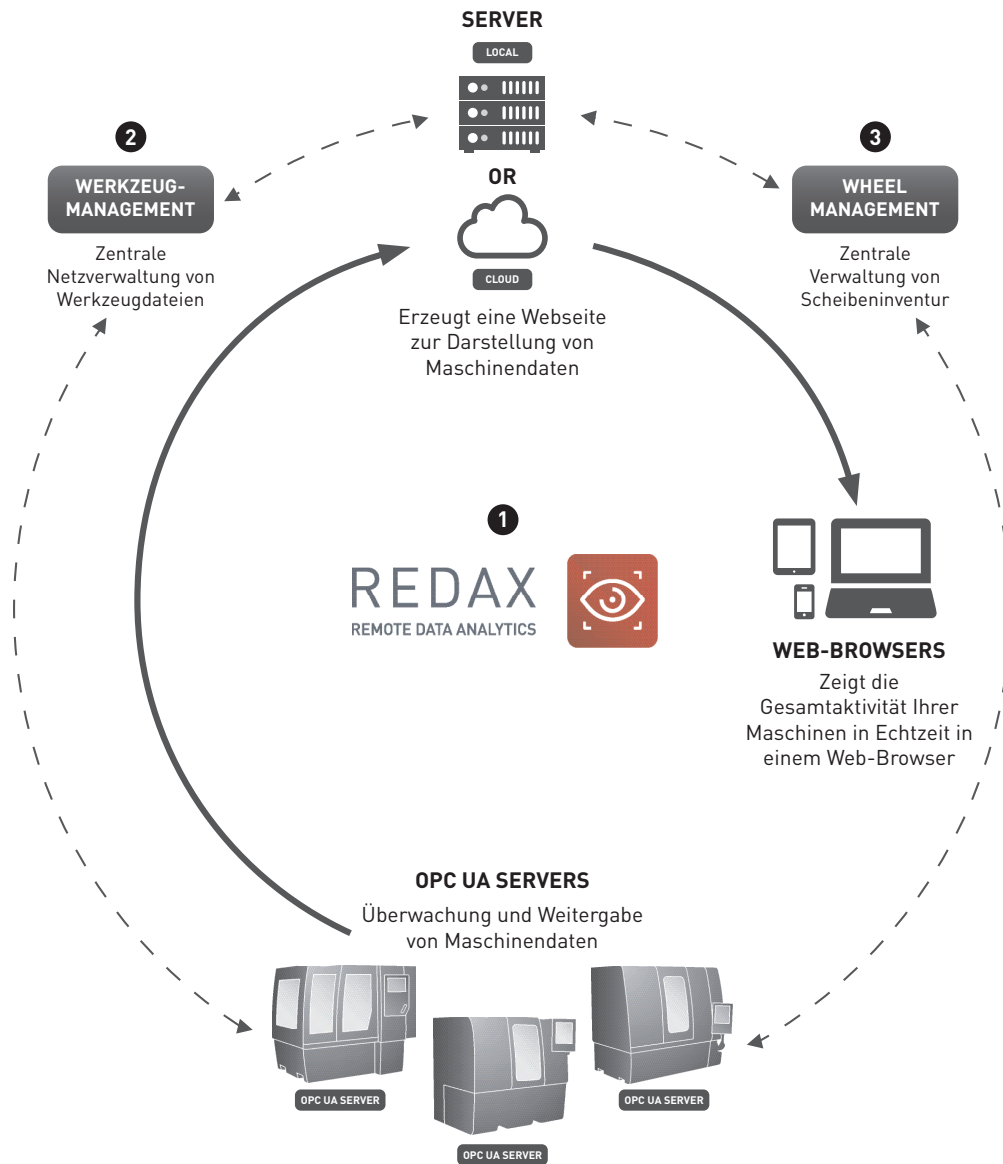 SERVER
LOCAL
OR
CLOUD
Erzeugt eine Webseite
zur Darstellung von
Maschinendaten
2
WERKZEUG-
MANAGEMENT
Zentrale
Netzverwaltung von
Werkzeugdateien
3
WHEEL
MANAGEMENT
Zentrale
Verwaltung von
Scheibeninventur
1
REDAX
REMOTE DATA ANALYTICS
WEB-BROWSERS
Zeigt die
Gesamtaktivität Ihrer
Maschinen in Echtzeit in
einem Web-Browser
OPC UA SERVERS
Überwachung und Weitergabe
von Maschinendaten
OPC UA SERVER
OPC UA SERVER
OPC UA SERVER